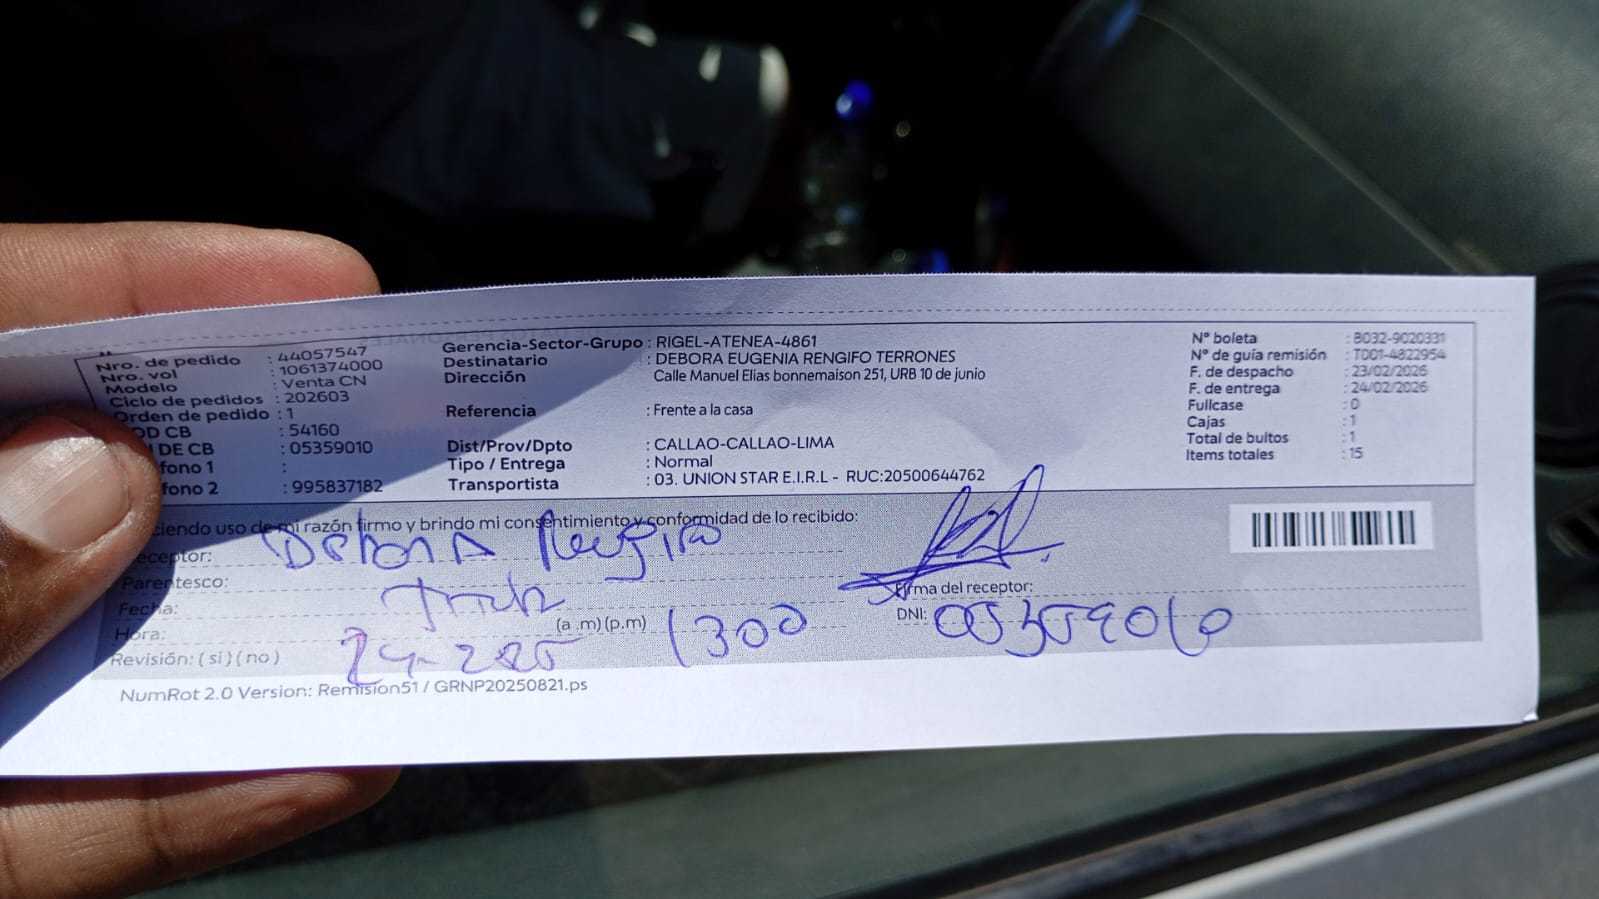 Nro. de pedido : 44057547
Nro. vol : 1061374000
Modelo : Venta CN
Ciclo de pedidos : 202603
Orden de pedido : 1
OD CB : 54160
DE CB : 05359010
fono 1 :
fono 2 : 995837182
Gerencia-Sector-Grupo : RIGEL-ATENEA-4861
Destinatario : DEBORA EUGENIA RENGIFO TERRONES
Dirección : Calle Manuel Elias bonnemaison 251, URB 10 de junio
Referencia : Frente a la casa
Dist/Prov/Dpto : CALLAO-CALLAO-LIMA
Tipo / Entrega : Normal
Transportista : 03. UNION STAR E.I.R.L - RUC:20500644762
N° boleta : B032-9020331
N° de guía remisión : T001-4822954
F. de despacho : 23/02/2026
F. de entrega : 24/02/2026
Fullcase : 0
Cajas : 1
Total de bultos : 1
Items totales : 15
ciendo uso de mi razón firmo y brindo mi consentimiento y conformidad de lo recibido:
eceptor: Debora Rengifo
Parentesco:
Fecha:
Hora: (a .m) (p.m) 1300
Revisión: ( si ) ( no )
Firma del receptor:
DNI: 05359010
NumRot 2.0 Version: Remision51 / GRNP20250821.ps